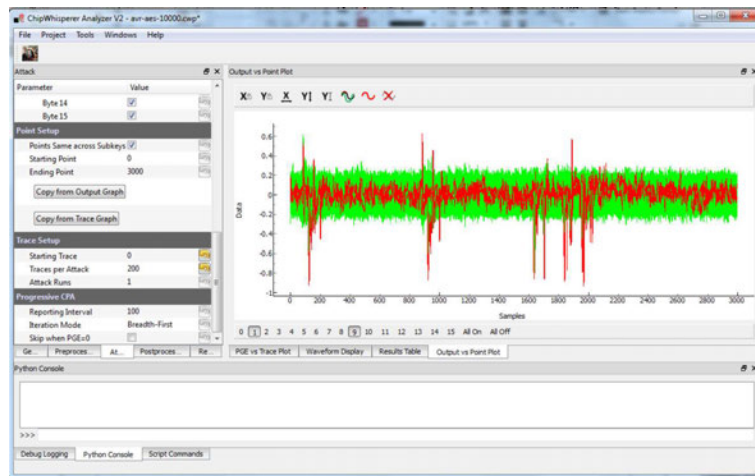 ChipWhisperer Analyzer V2 - avr-aes-10000.cwp*
File Project Tools Windows Help
Attack
Parameter Value
Byte 14
Byte 15
Point Setup
Points Same across Subkeys
Starting Point 0
Ending Point 3000
Copy from Output Graph
Copy from Trace Graph
Trace Setup
Starting Trace 0
Traces per Attack 200
Attack Runs 1
Progressive CPA
Reporting Interval 100
Iteration Mode Breadth-First
Skip when PGE=0
Ge... Preproces... At... Postproces... Re...
Output vs Point Plot
X Y X Y Y
0.6
0.4
0.2
0
-0.2
-0.4
-0.6
-0.8
-1
Data
0 200 400 600 800 1000 1200 1400 1600 1800 2000 2200 2400 2600 2800 3000
Samples
0 1 2 3 4 5 6 7 8 9 10 11 12 13 14 15 All On All Off
PGE vs Trace Plot Waveform Display Results Table Output vs Point Plot
Python Console
>>>
Debug Logging Python Console Script Commands